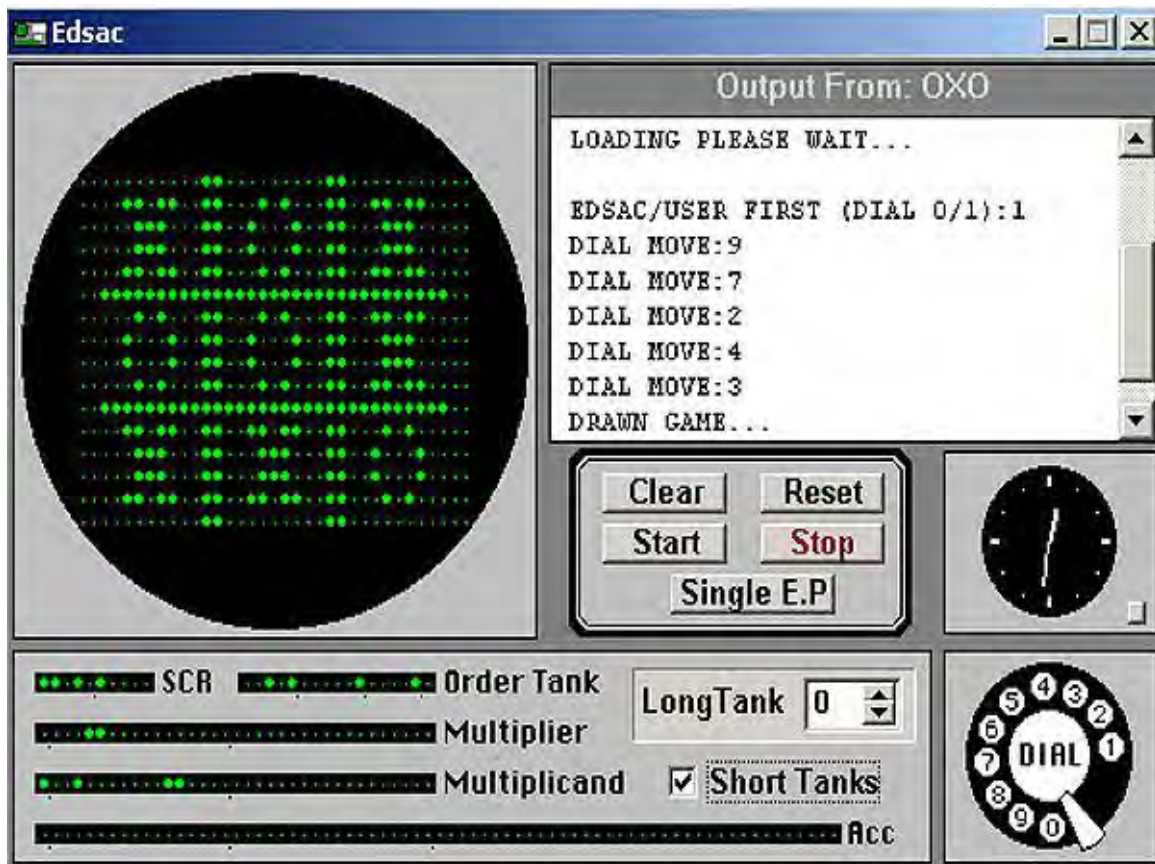 Edsac
Output From: OXO
LOADING PLEASE WAIT...
EDSAC/USER FIRST (DIAL 0/1):1
DIAL MOVE:9
DIAL MOVE:7
DIAL MOVE:2
DIAL MOVE:4
DIAL MOVE:3
DRAWN GAME...
Clear Reset
Start Stop
Single E.P
SCR Order Tank
LongTank 0
Multiplier
Multiplicand
Short Tanks
Acc
4 3
5 2
6 1
7 DIAL
8
9 0